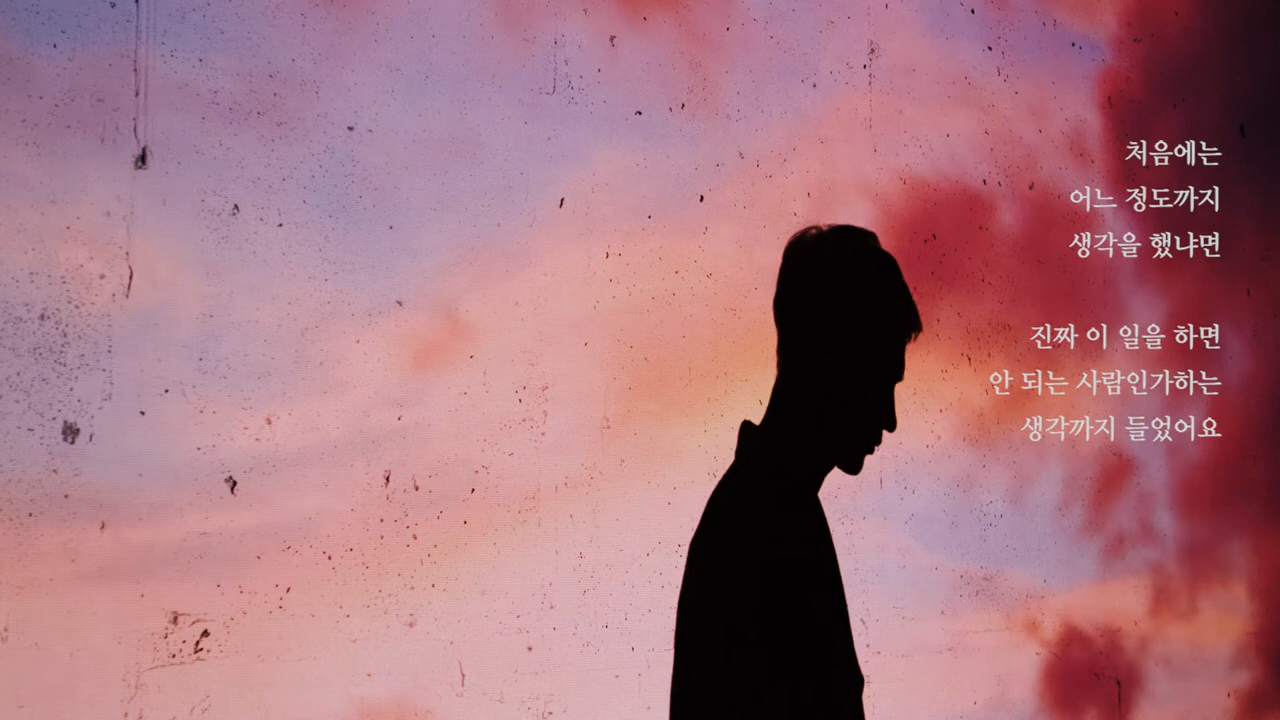 처음에는
어느 정도까지
생각을 했냐면
진짜 이 일을 하면
안 되는 사람인가하는
생각까지 들었어요